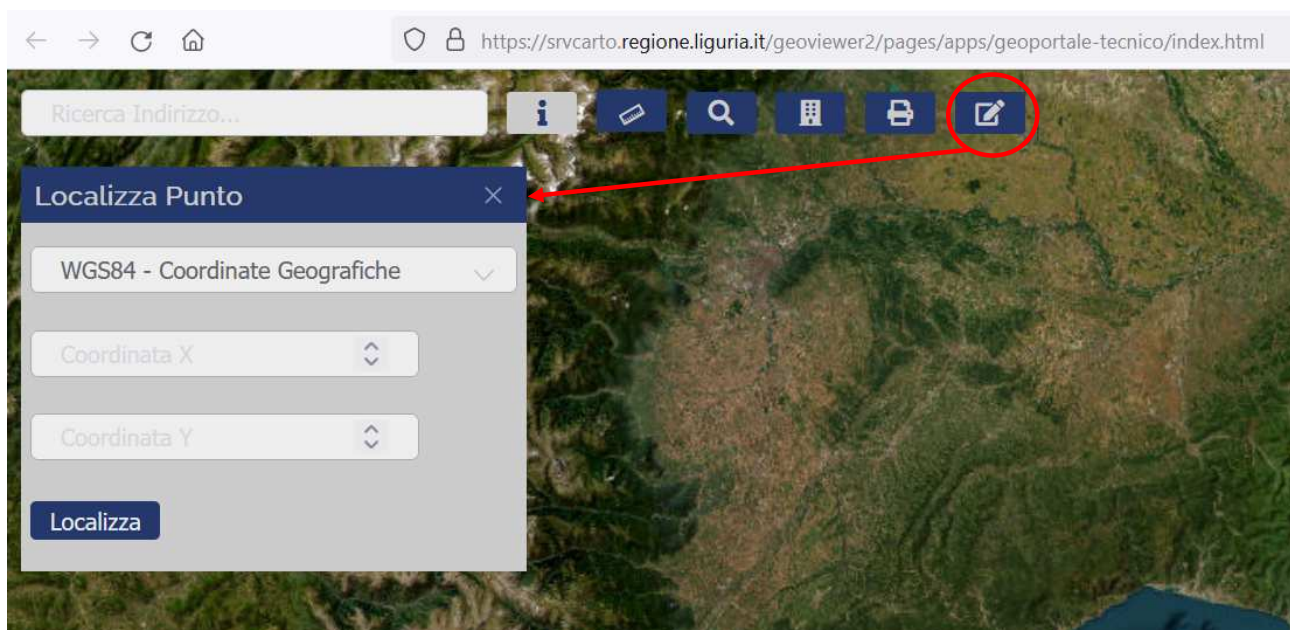 https://srvcarto.regione.liguria.it/geoviewer2/pages/apps/geoportale-tecnico/index.html
Ricerca Indirizzo...
Localizza Punto
WGS84 - Coordinate Geografiche
Coordinata X
Coordinata Y
Localizza